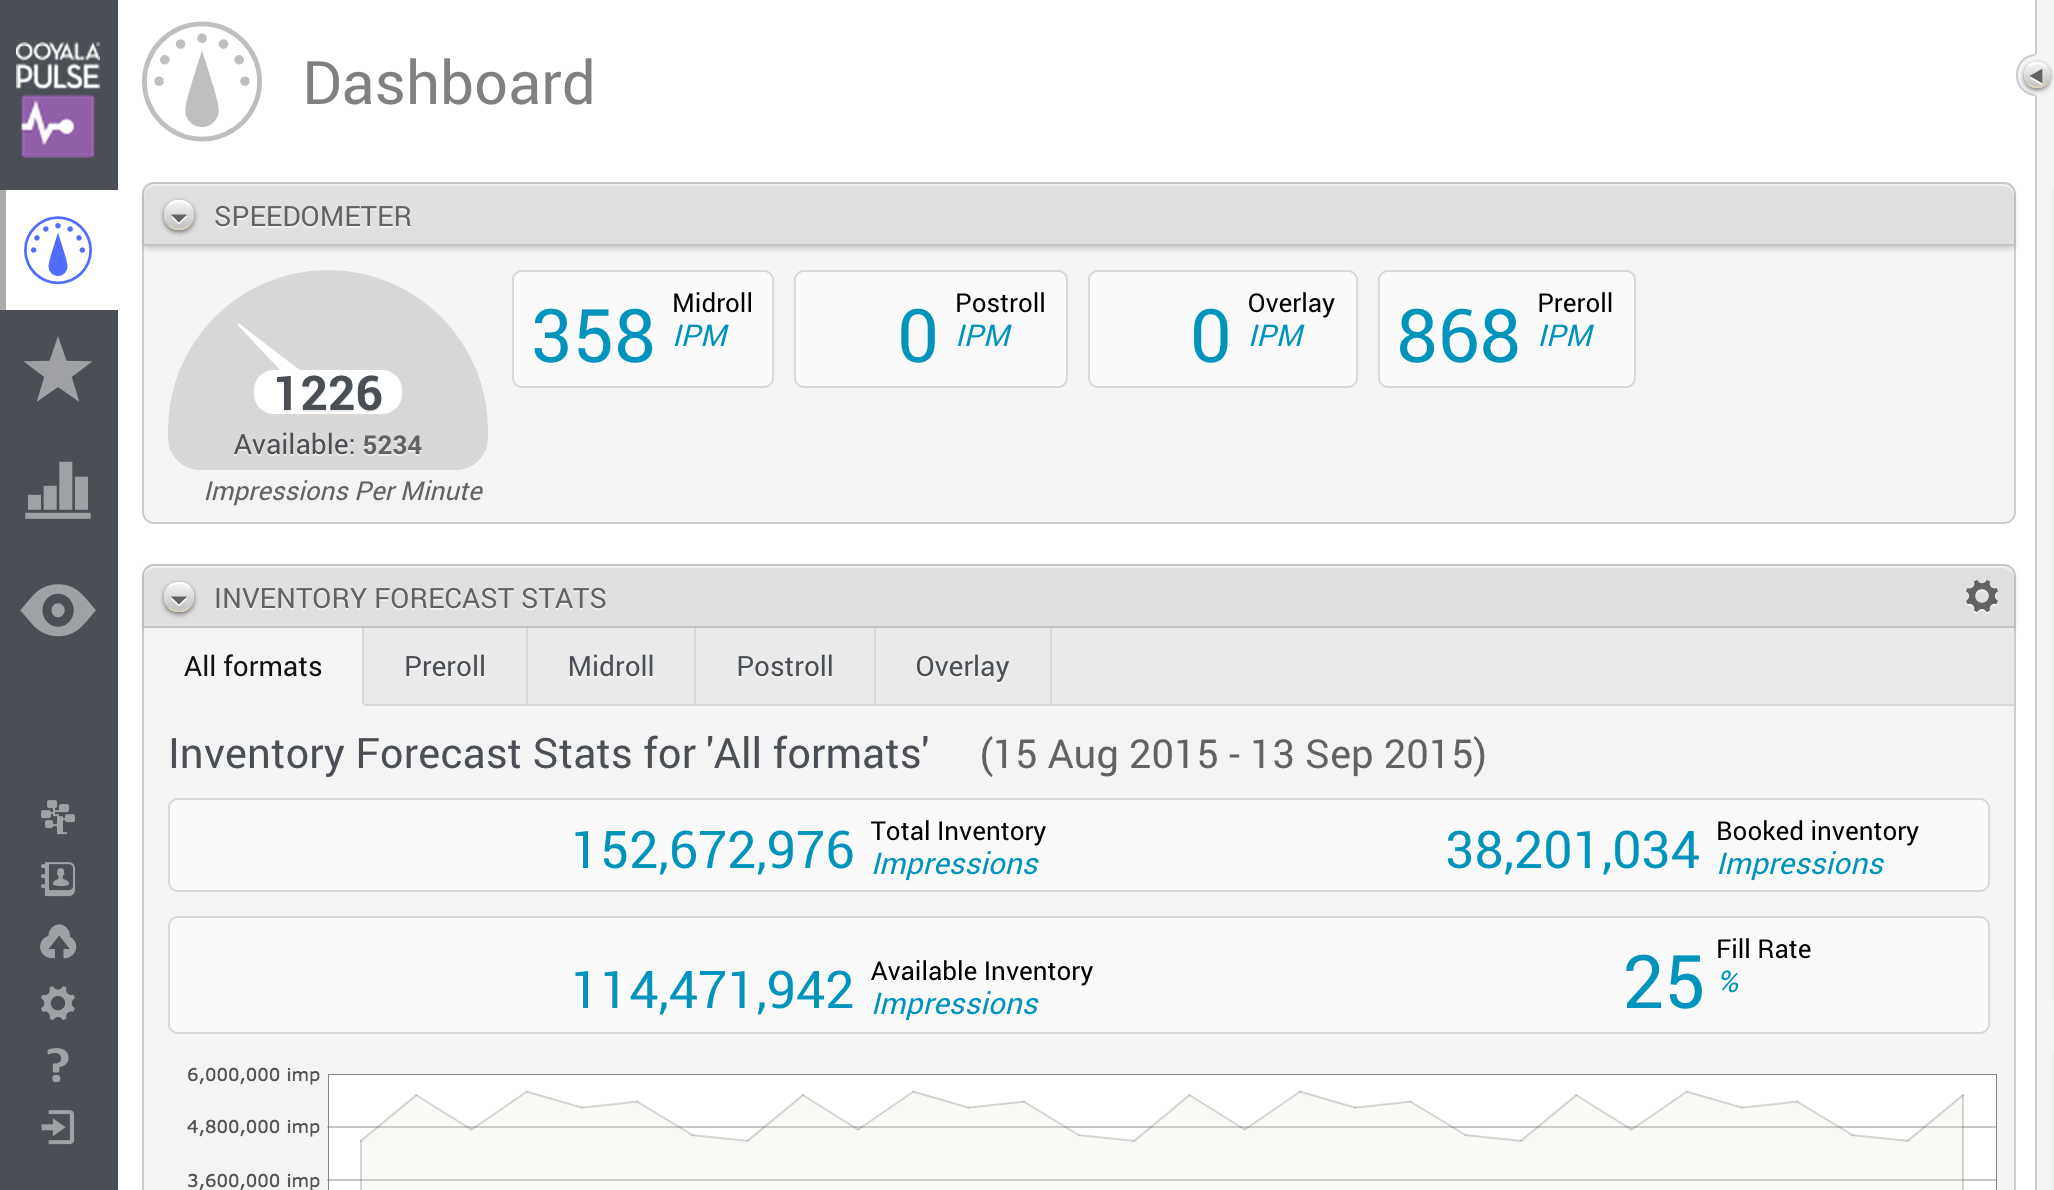 OOYALA
PULSE
Dashboard
SPEEDOMETER
1226
Available: 5234
Impressions Per Minute
358 Midroll
IPM
0 Postroll
IPM
0 Overlay
IPM
868 Preroll
IPM
INVENTORY FORECAST STATS
All formats Preroll Midroll Postroll Overlay
Inventory Forecast Stats for 'All formats' (15 Aug 2015 - 13 Sep 2015)
152,672,976 Total Inventory
Impressions
38,201,034 Booked inventory
Impressions
114,471,942 Available Inventory
Impressions
25 Fill Rate
%
6,000,000 imp
4,800,000 imp
3,600,000 imp
?